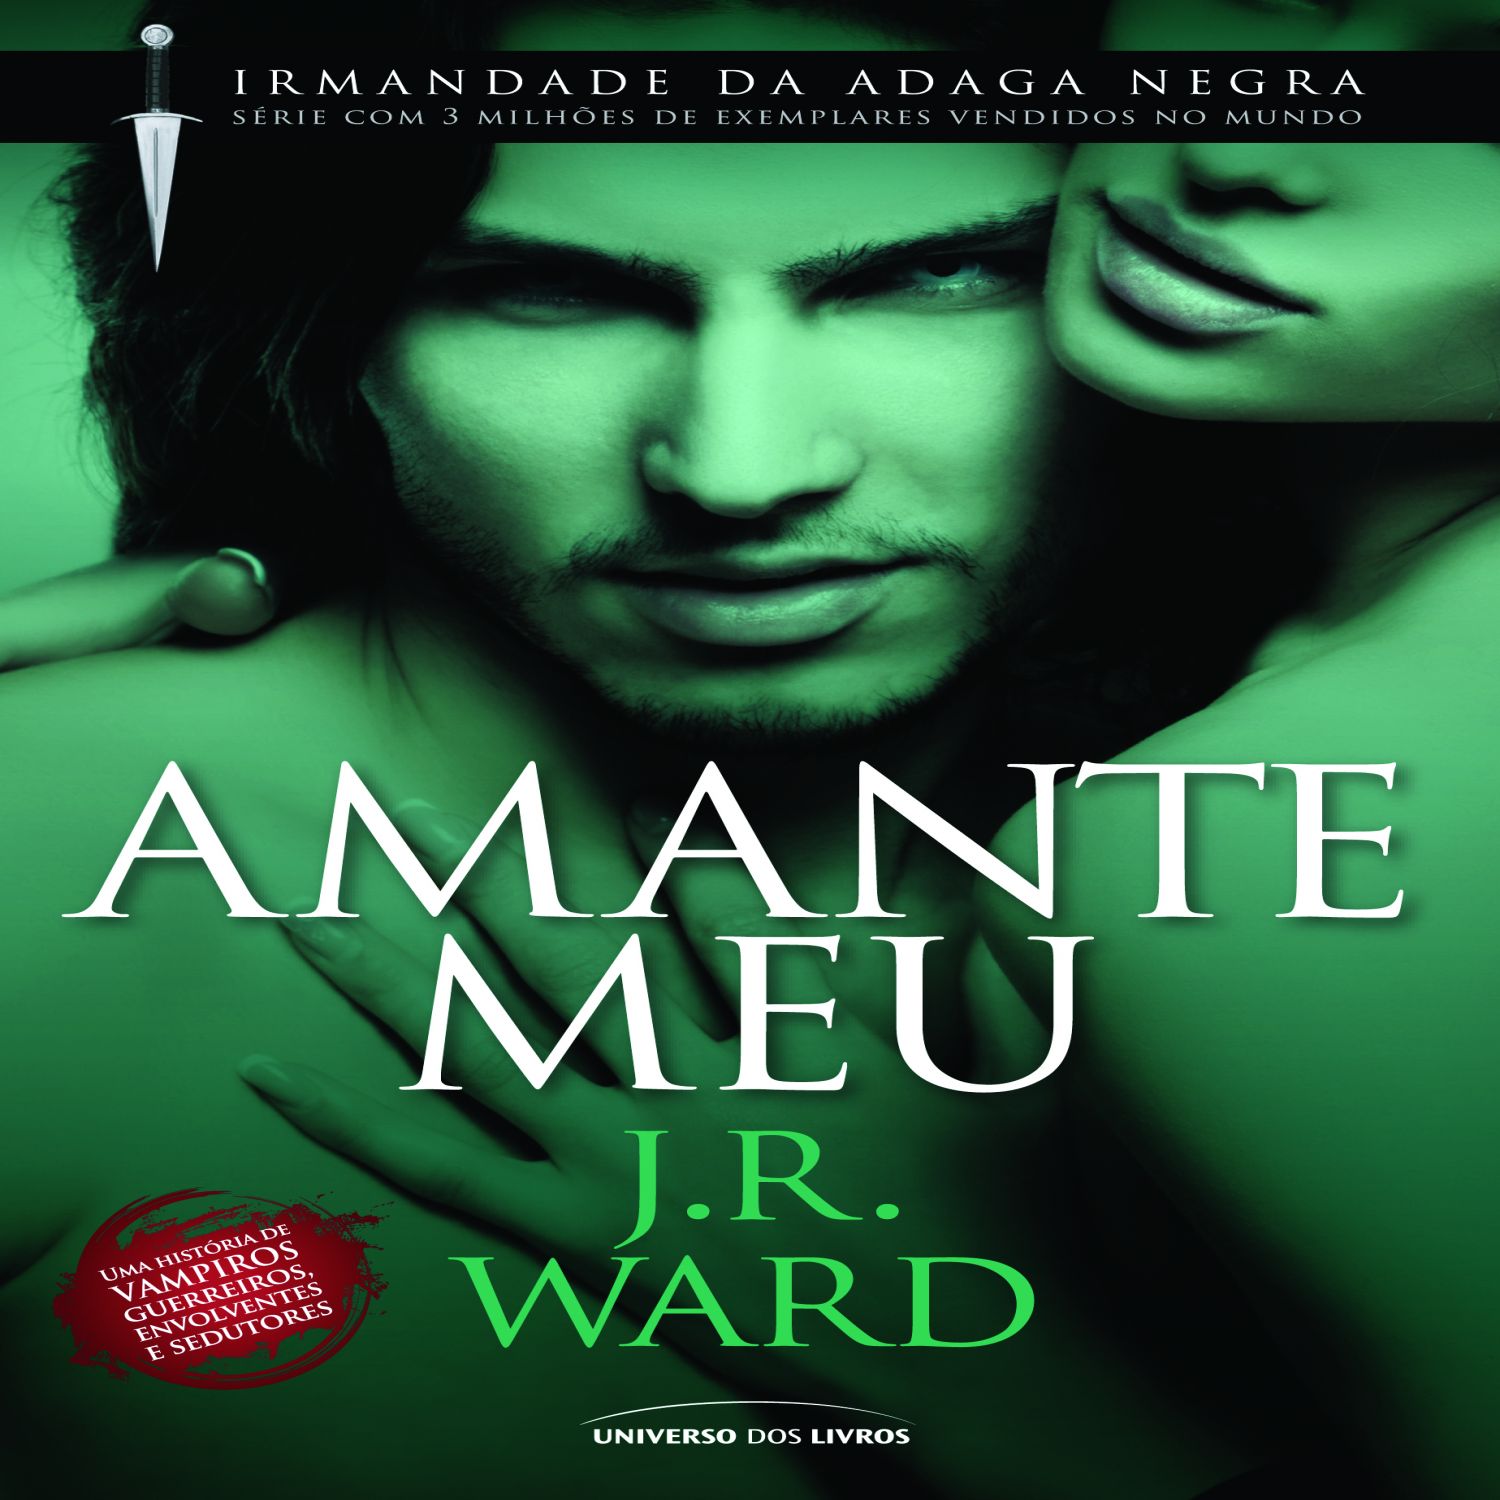 IRMANDADE DA ADAGA NEGRA
SÉRIE COM 3 MILHÕES DE EXEMPLARES VENDIDOS NO MUNDO
AMANTE
MEU
J.R.
WARD
UMA HISTÓRIA DE
VAMPIROS
GUERREIROS,
ENVOLVENTES
E SEDUTORES
UNIVERSO DOS LIVROS